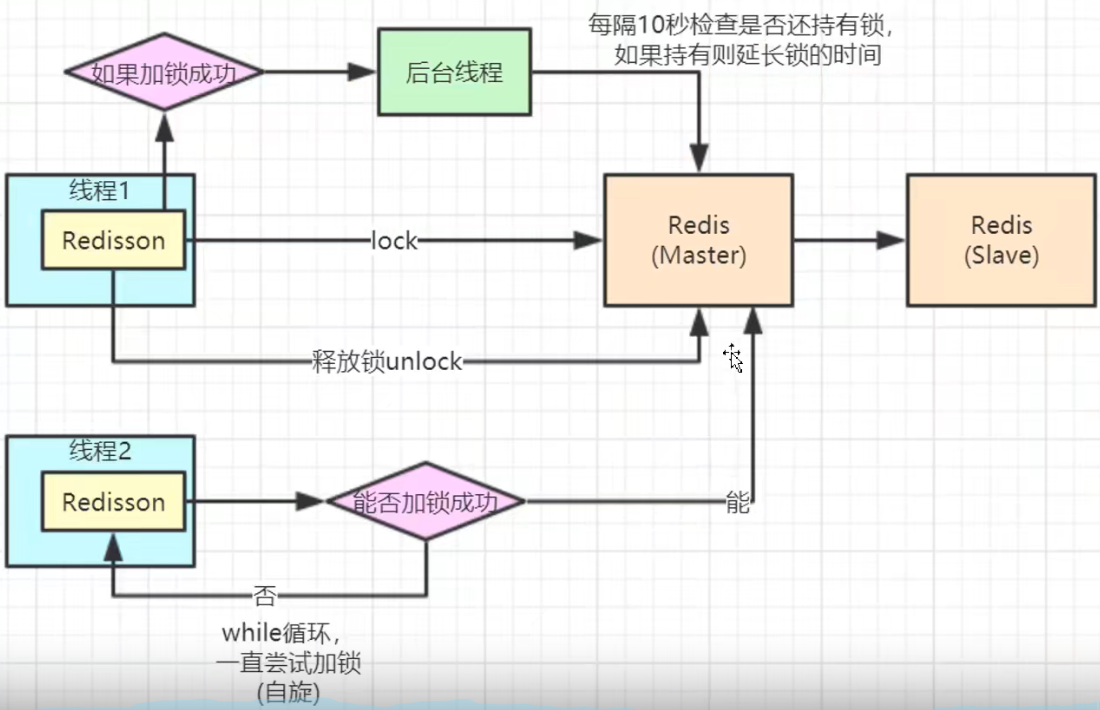 每隔10秒检查是否还持有锁，
如果持有则延长锁的时间
如果加锁成功
后台线程
线程1
Redisson
lock
Redis
(Master)
Redis
(Slave)
释放锁unlock
线程2
Redisson
能否加锁成功
能
否
while循环，
一直尝试加锁
(自旋)